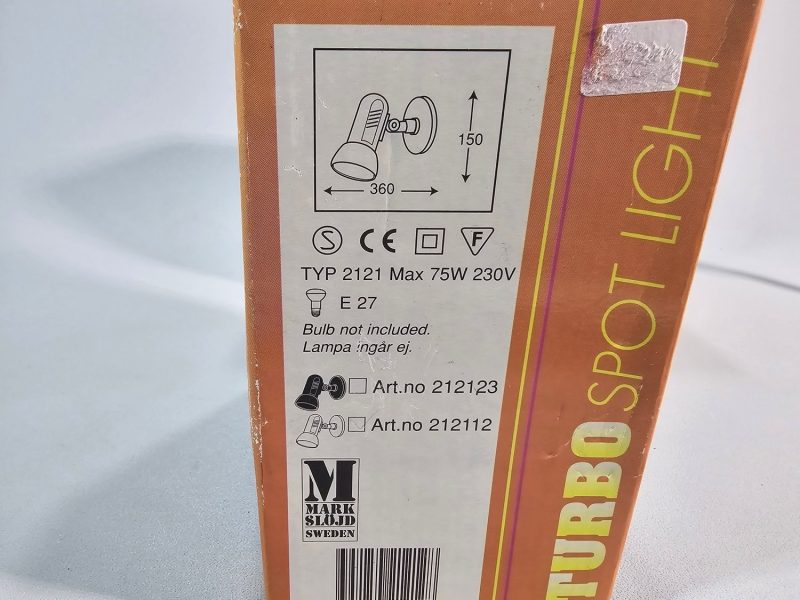 150
360
S CE F
TYP 2121 Max 75W 230V
E 27
Bulb not included.
Lampa ingår ej.
Art.no 212123
Art.no 212112
M
MARK
SLÖJD
SWEDEN
TURBO SPOT LIGHT